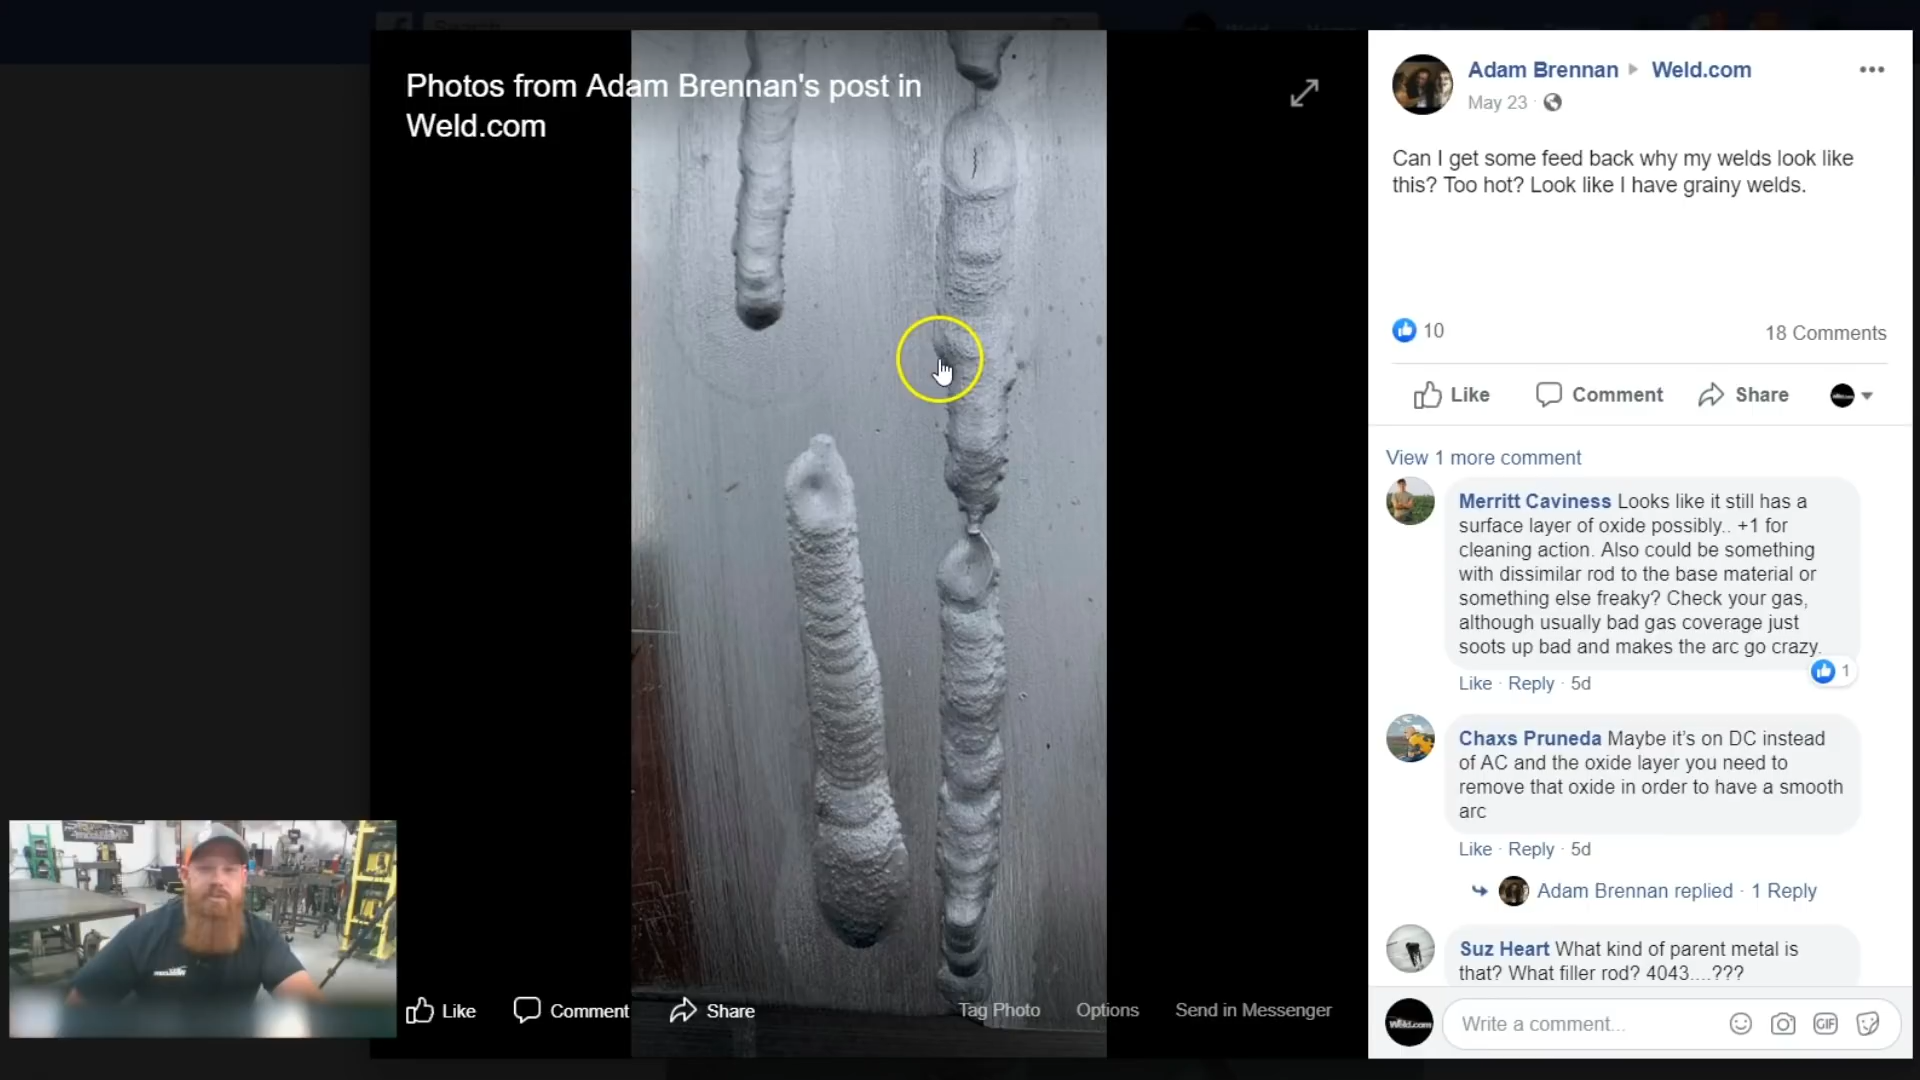 Search
Photos from Adam Brennan's post in
Weld.com
Adam Brennan
Weld.com
May 23 ·
Can I get some feed back why my welds look like
this? Too hot? Look like I have grainy welds.
10
18 Comments
Like
Comment
Share
View 1 more comment
Merritt Caviness Looks like it still has a
surface layer of oxide possibly.. +1 for
cleaning action. Also could be something
with dissimilar rod to the base material or
something else freaky? Check your gas,
although usually bad gas coverage just
soots up bad and makes the arc go crazy.
1
Like · Reply · 5d
Chaxs Pruneda Maybe it's on DC instead
of AC and the oxide layer you need to
remove that oxide in order to have a smooth
arc
Like · Reply · 5d
Adam Brennan replied · 1 Reply
Suz Heart What kind of parent metal is
that? What filler rod? 4043....???
Weld.com
Write a comment...
GIF
Like
Comment
Share
Tag Photo
Options
Send in Messenger